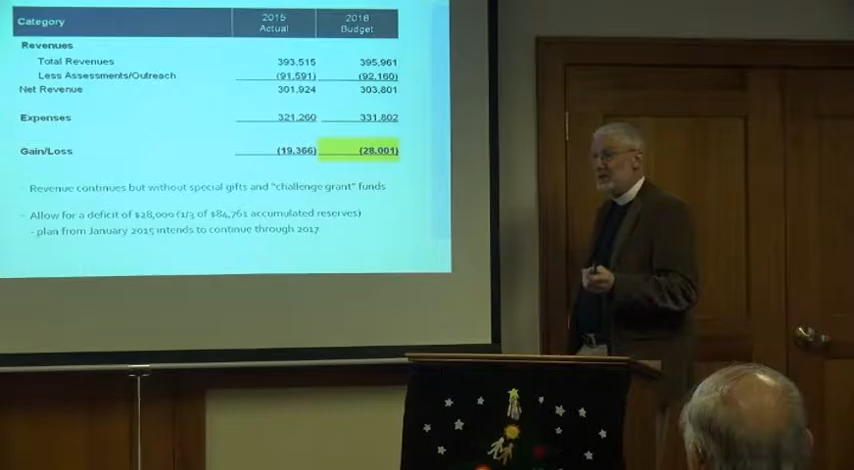 Category 2015 Actual 2016 Budget
Revenues
Total Revenues 393,515 395,961
Less Assessments/Outreach (91,591) (92,160)
Net Revenue 301,924 303,801
Expenses 321,260 331,802
Gain/Loss (19,366) (28,001)
Revenue continues but without special gifts and "challenge grant" funds
Allow for a deficit of $28,000 (1/3 of $84,761 accumulated reserves)
- plan from January 2015 intends to continue through 2017